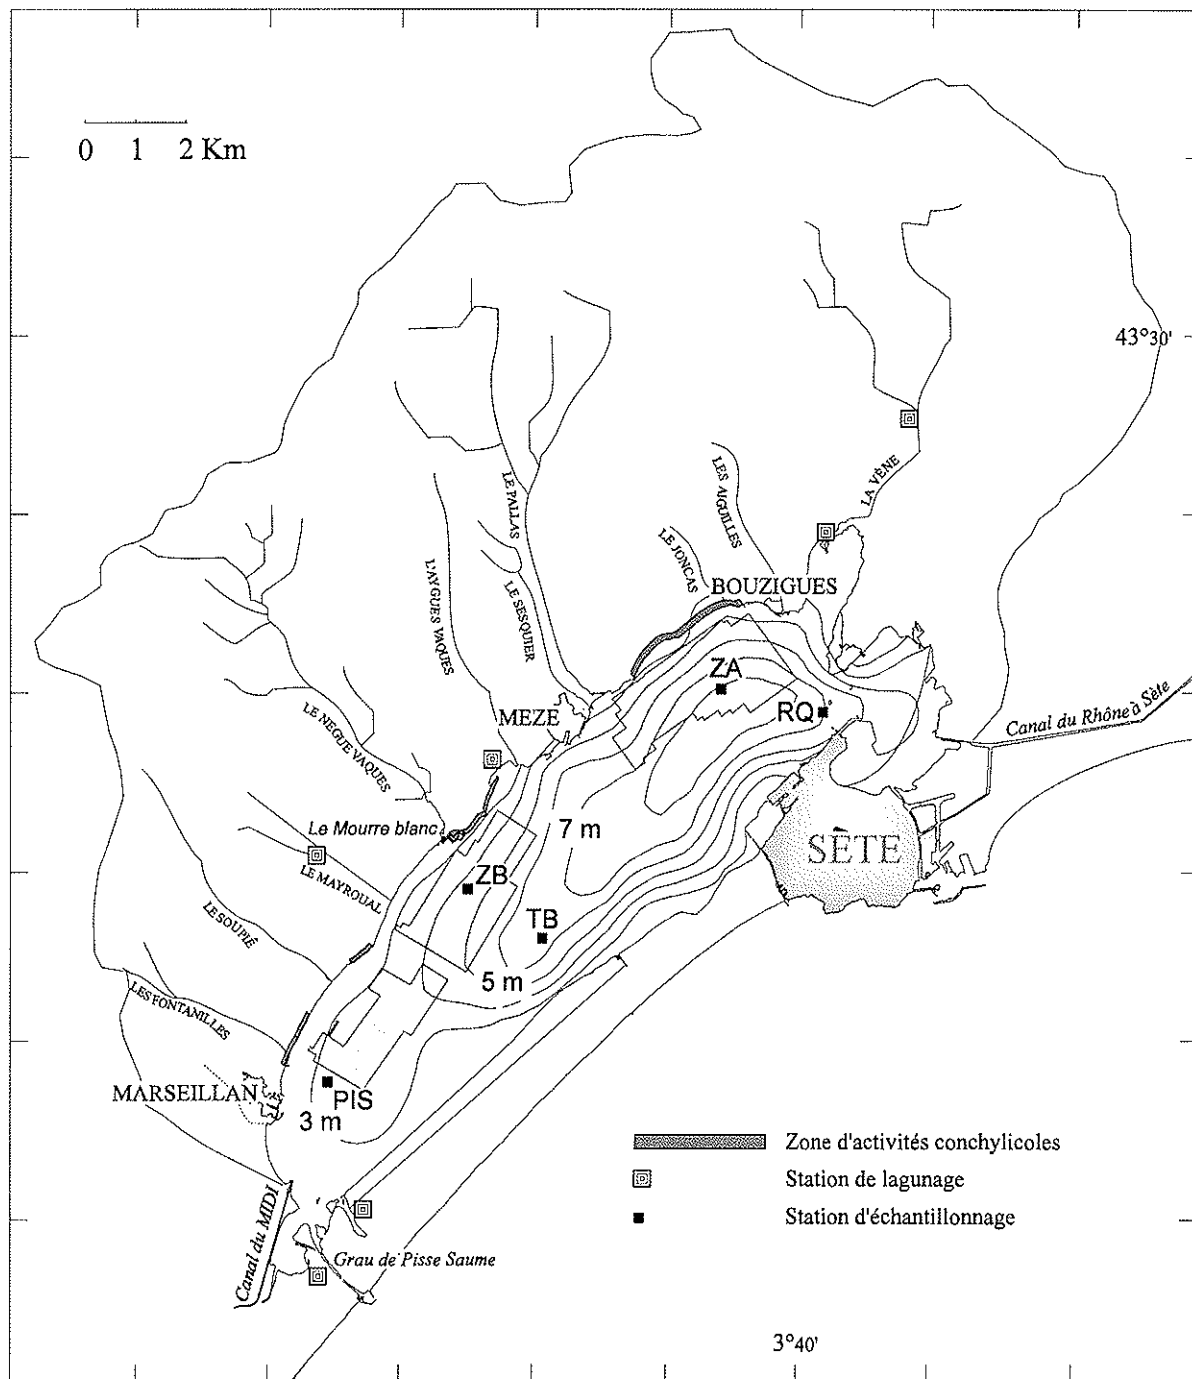 0 1 2 Km
43°30'
LE PALLAS
LES AIGUILLES
LA VÈNE
LE JONCAS
L'AYGUES VAQUES
LE SESQUIER
BOUZIGUES
ZA
MEZE
RQ
Canal du Rhône à Sète
LE NEGUE VAQUES
Le Mourre blanc
7 m
SÈTE
ZB
LE MAYROUAL
LE SOUPIÉ
TB
5 m
LES FONTANILLES
MARSEILLAN
PIS
3 m
Zone d'activités conchylicoles
Station de lagunage
Station d'échantillonnage
Canal du MIDI
Grau de Pisse Saume
3°40'